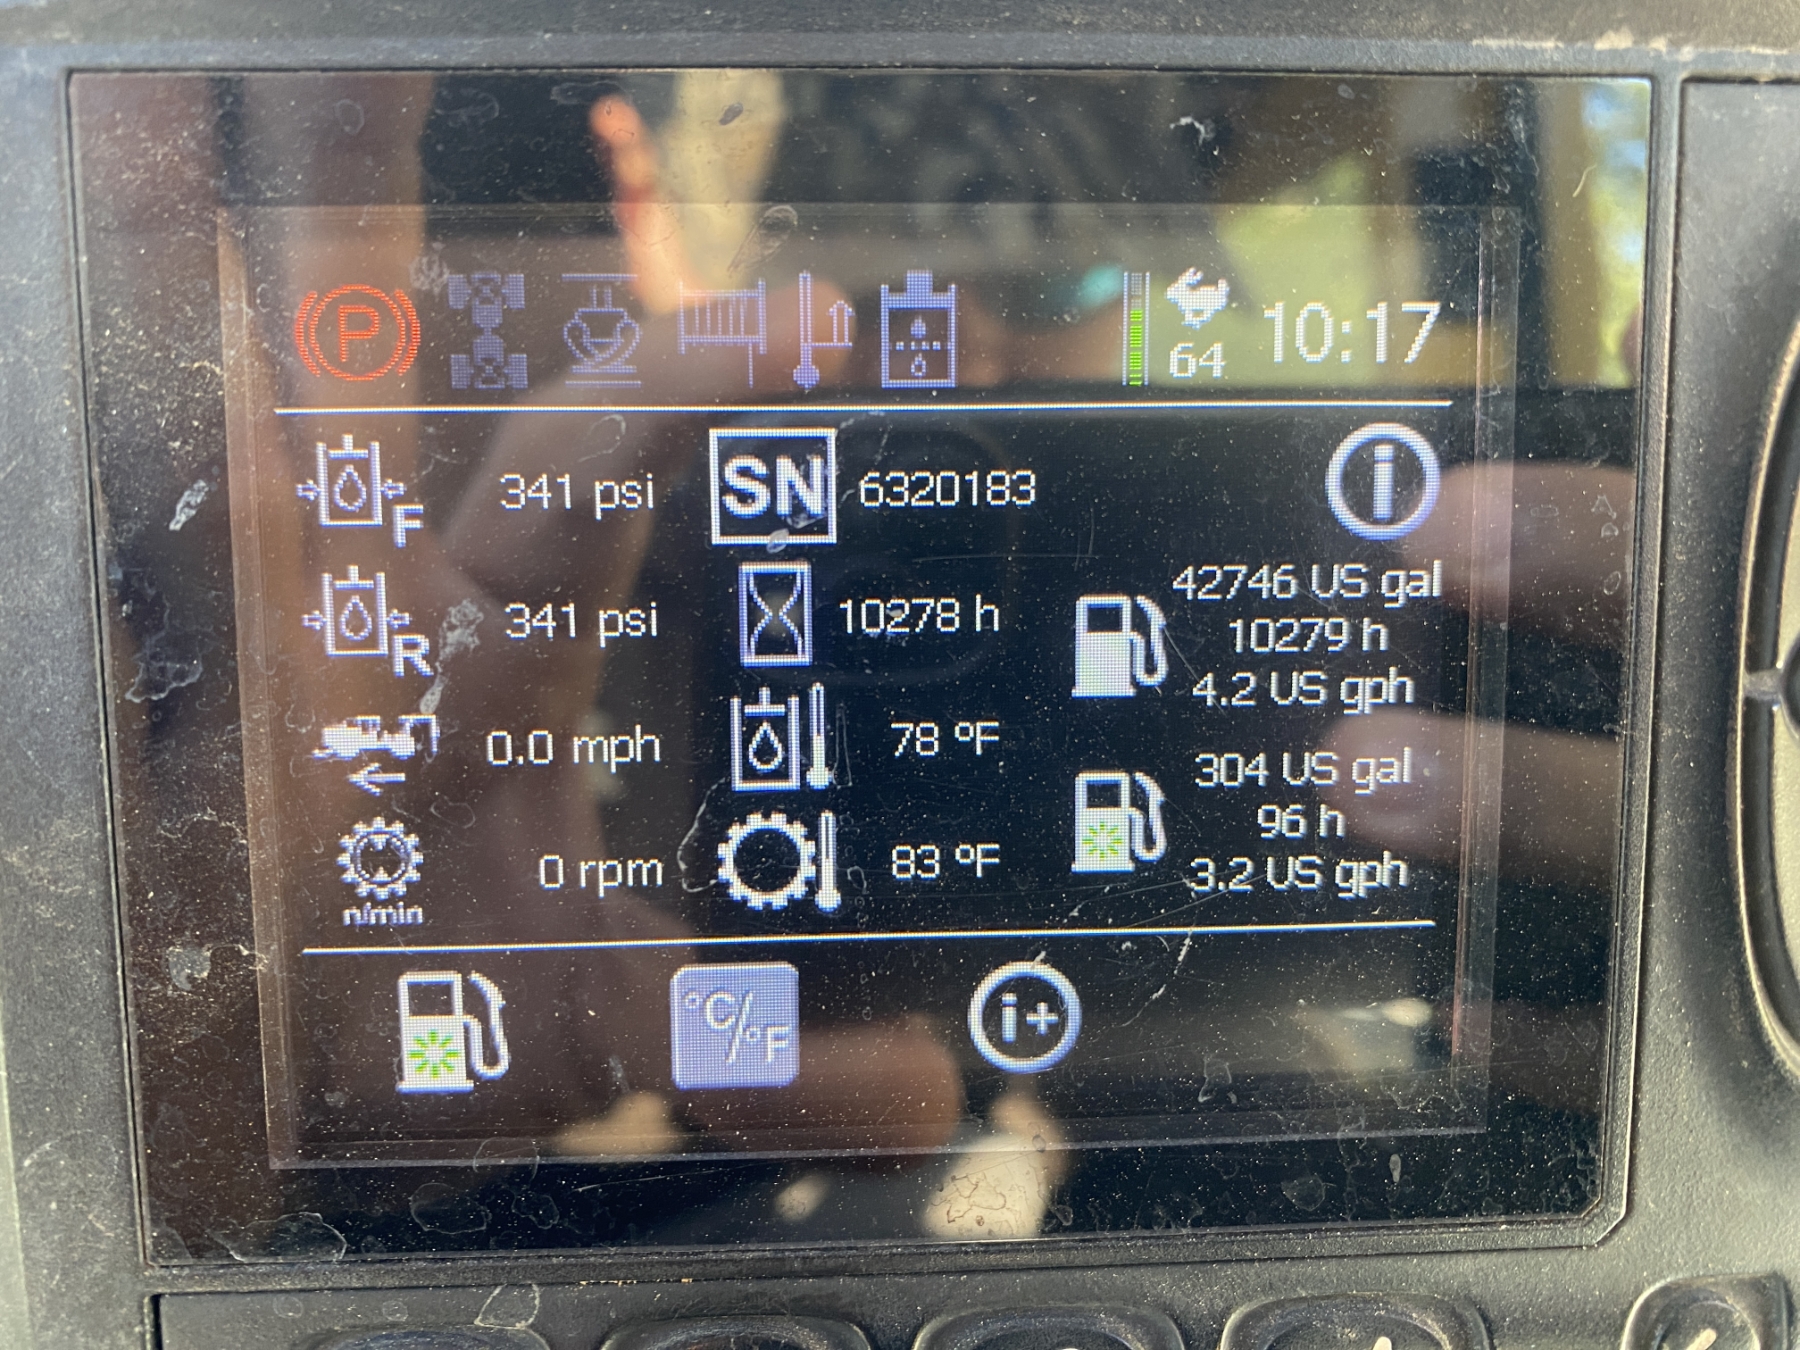 P
64
10:17
F
341 psi
SN
6320183
i
R
341 psi
10278 h
42746 US gal
10279 h
4.2 US gph
0.0 mph
78 °F
304 US gal
96 h
3.2 US gph
n/min
0 rpm
83 °F
°C/°F
i+